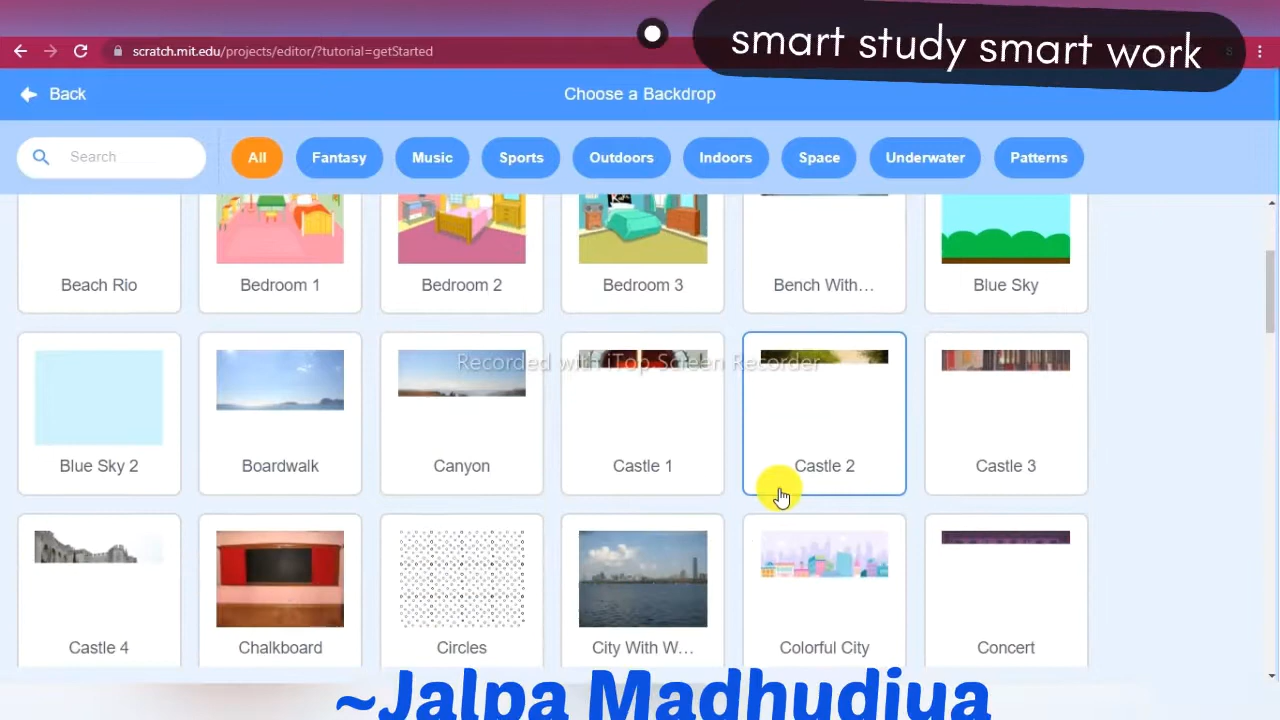 smart study smart work
scratch.mit.edu/projects/editor/?tutorial=getStarted
8
Back
Choose a Backdrop
Search
All
Fantasy
Music
Sports
Outdoors
Indoors
Space
Underwater
Patterns
Beach Rio
Bedroom 1
Bedroom 2
Bedroom 3
Bench With…
Blue Sky
Recorded with iTop Screen Recorder
Blue Sky 2
Boardwalk
Canyon
Castle 1
Castle 2
Castle 3
Castle 4
Chalkboard
Circles
City With W…
Colorful City
Concert
~Jalpa Madhudiya